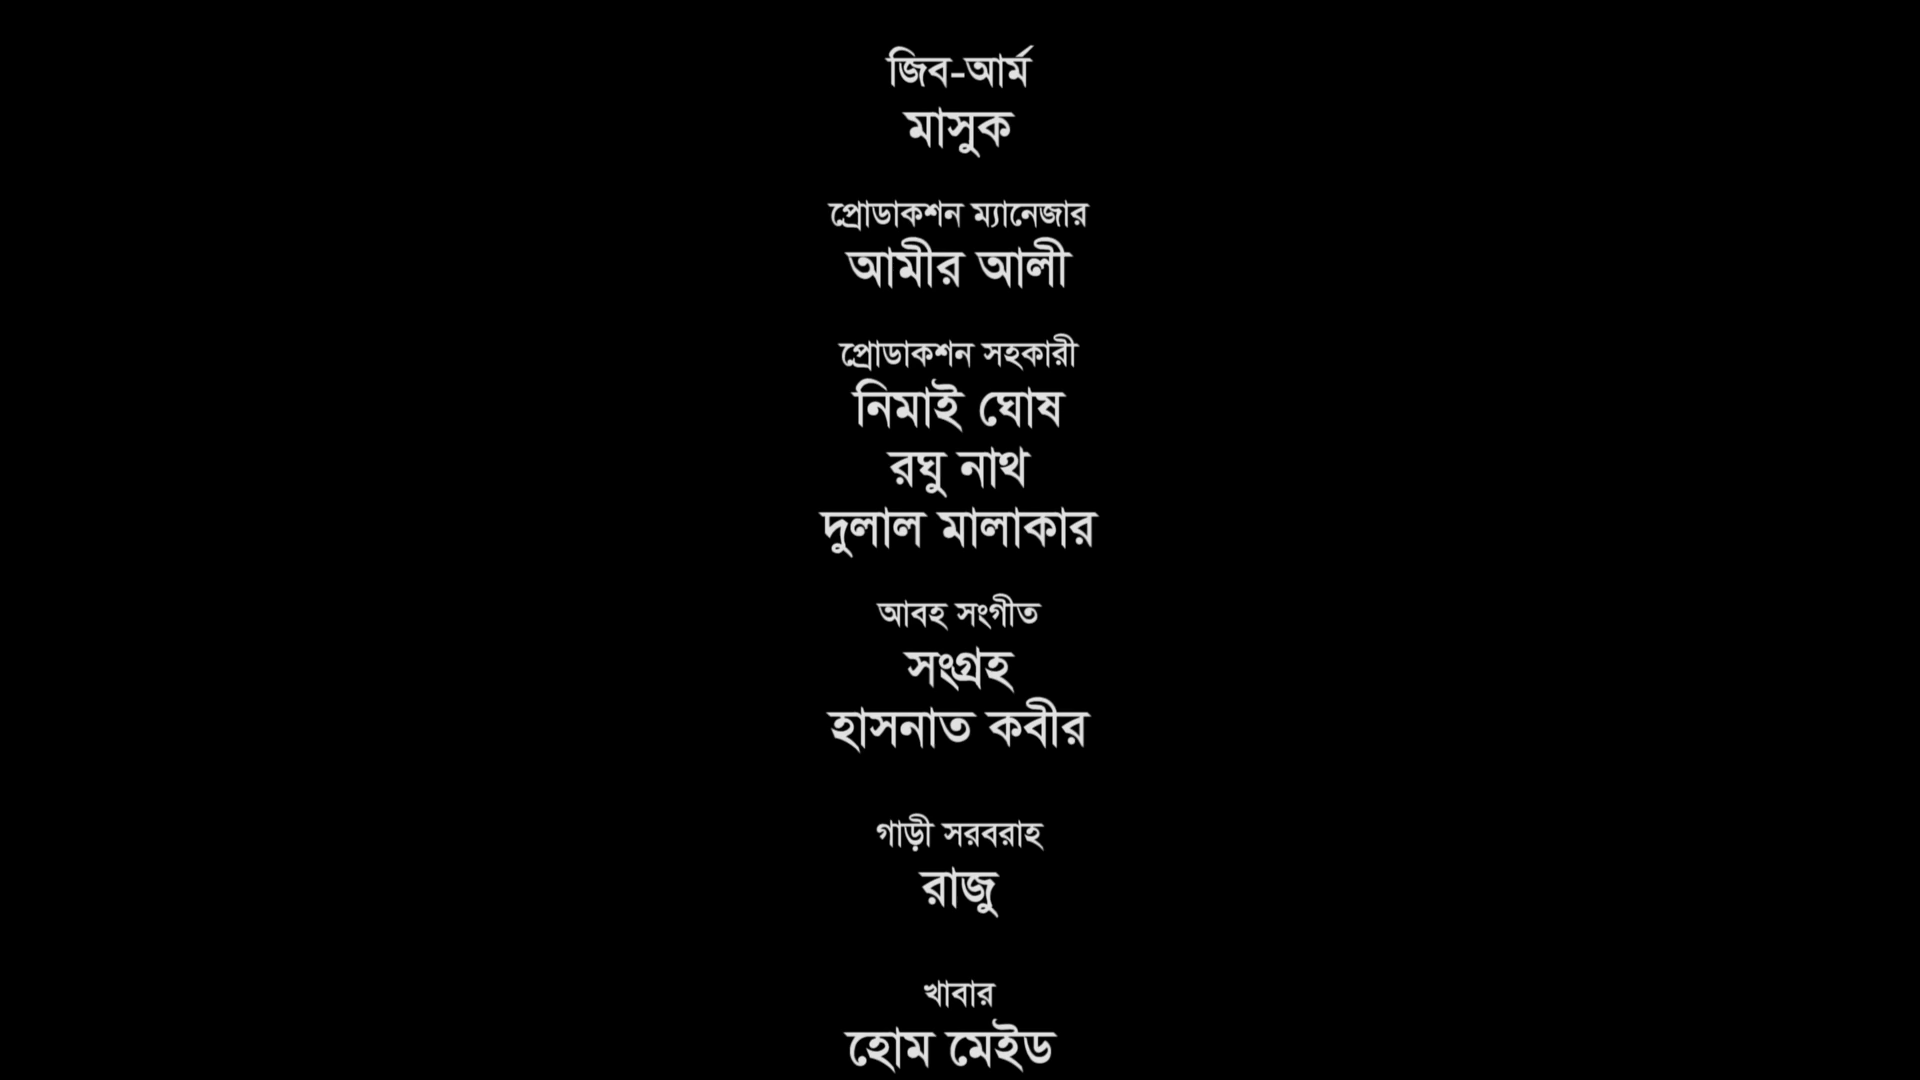 জিব-আর্ম
মাসুক
প্রোডাকশন ম্যানেজার
আমীর আলী
প্রোডাকশন সহকারী
নিমাই ঘোষ
রঘু নাথ
দুলাল মালাকার
আবহ সংগীত
সংগ্রহ
হাসনাত কবীর
গাড়ী সরবরাহ
রাজু
খাবার
হোম মেইড